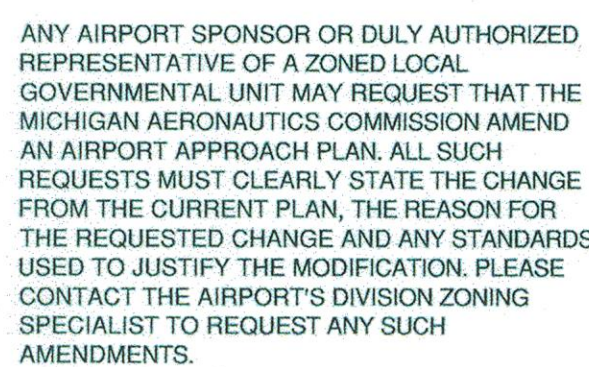 ANY AIRPORT SPONSOR OR DULY AUTHORIZED
REPRESENTATIVE OF A ZONED LOCAL
GOVERNMENTAL UNIT MAY REQUEST THAT THE
MICHIGAN AERONAUTICS COMMISSION AMEND
AN AIRPORT APPROACH PLAN. ALL SUCH
REQUESTS MUST CLEARLY STATE THE CHANGE
FROM THE CURRENT PLAN, THE REASON FOR
THE REQUESTED CHANGE AND ANY STANDARDS
USED TO JUSTIFY THE MODIFICATION. PLEASE
CONTACT THE AIRPORT'S DIVISION ZONING
SPECIALIST TO REQUEST ANY SUCH
AMENDMENTS.